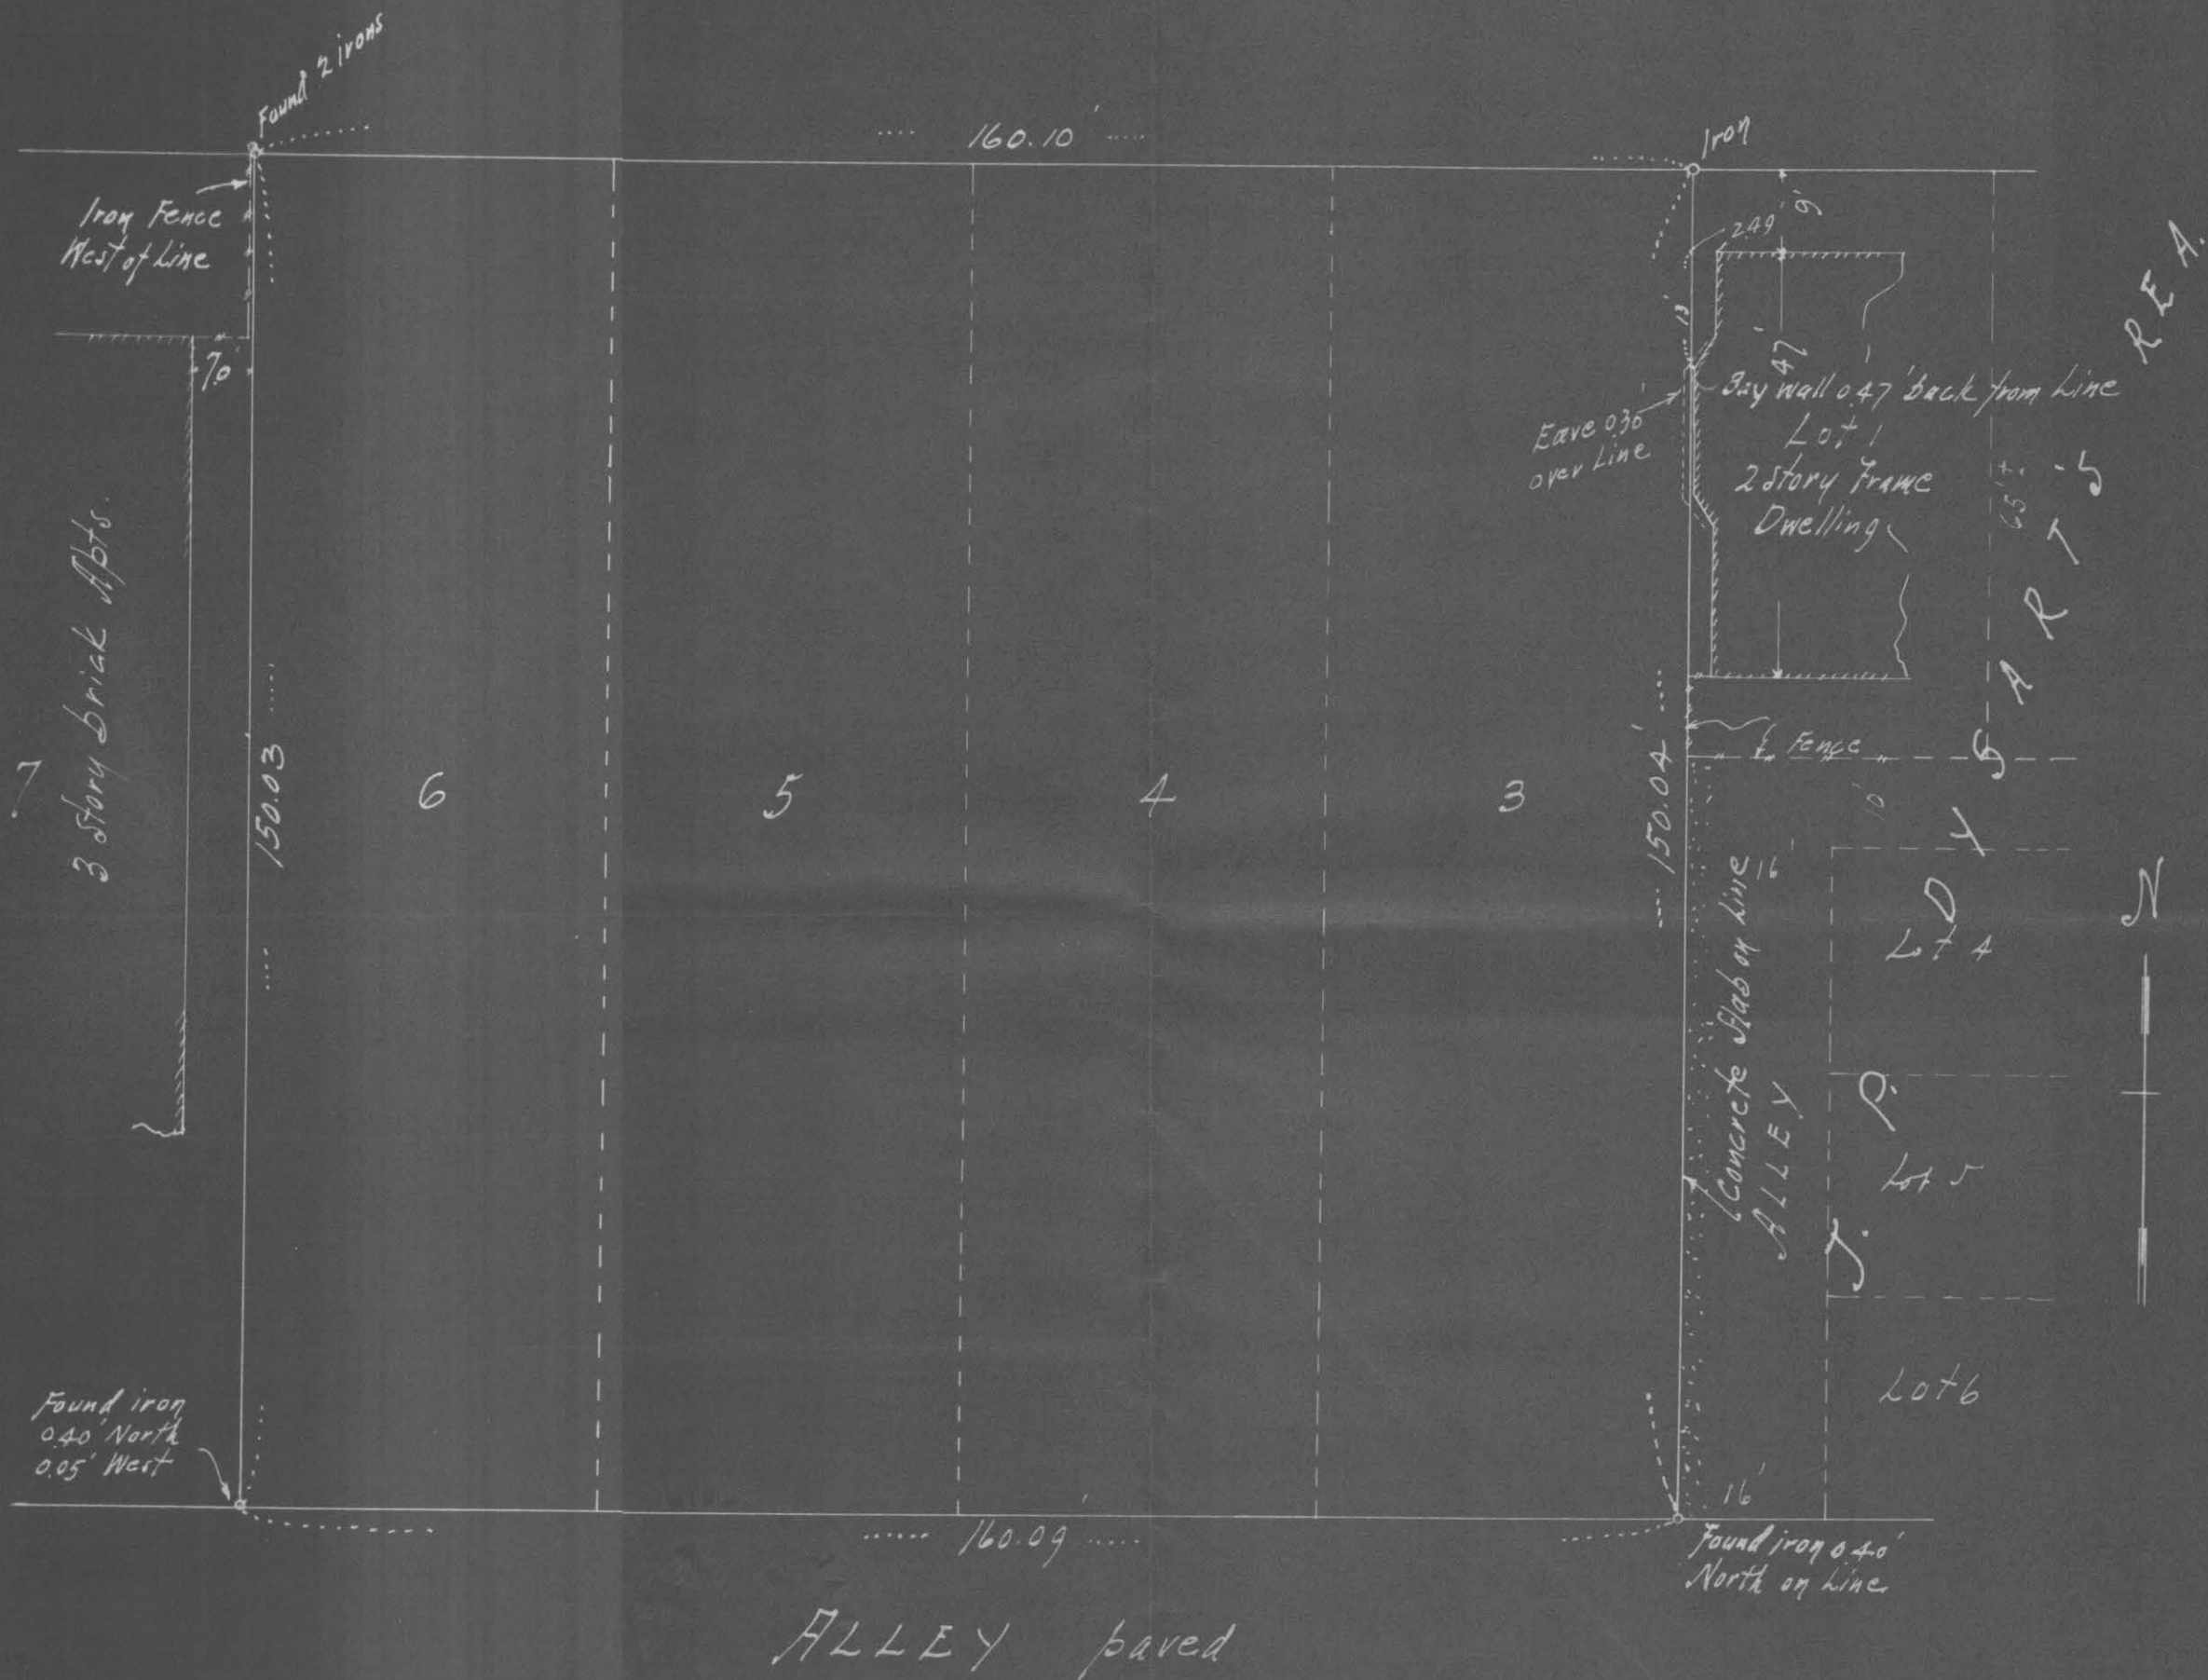 Found 2 irons
160.10'
Iron
Iron Fence
West of Line
2.49
9'
13'
47'
7.0'
Bay wall 0.47' back from Line
Eave 0.30'
over Line
Lot 1
2 Story Frame
Dwelling
65' ±
3 Story brick Apts.
150.03
150.04'
Fence
7
6
5
4
3
10'
16'
Concrete Slab on Line
ALLEY
Lot 4
Lot 5
Lot 6
J. P. DYSARTS REA.
N
Found iron
0.40' North
0.05' West
16'
160.09'
Found iron 0.40'
North on Line
ALLEY paved